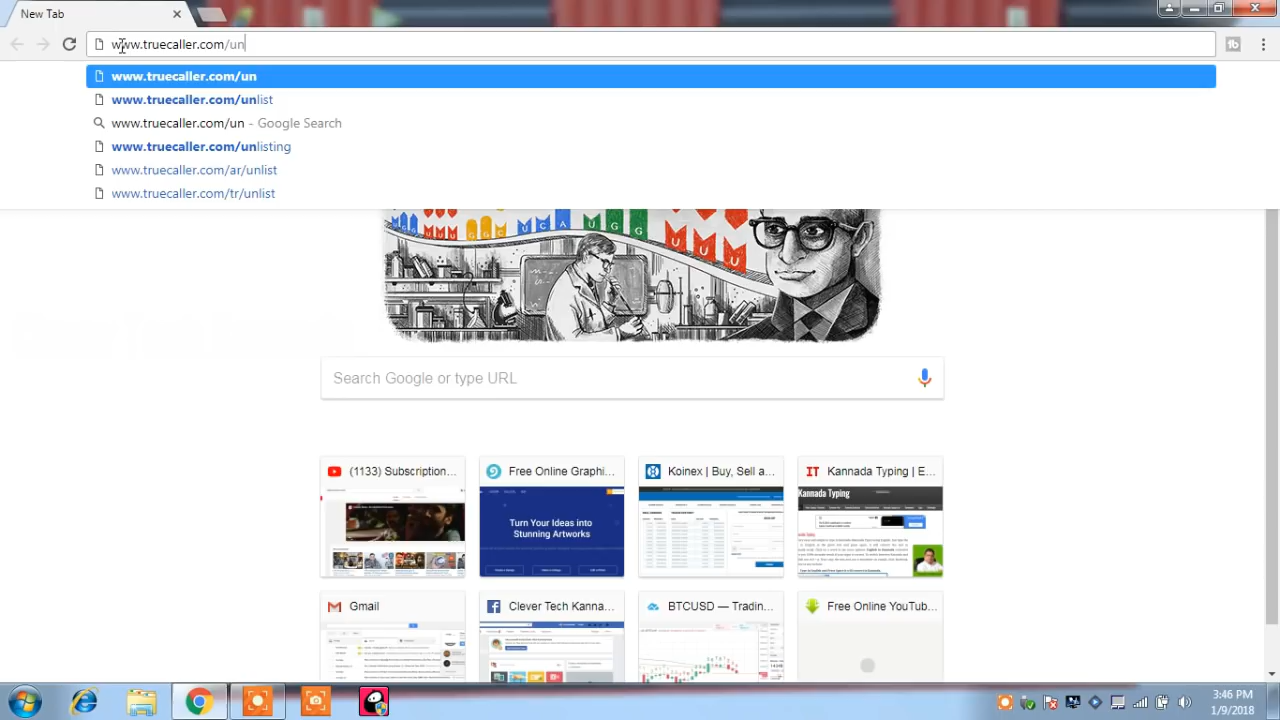 New Tab
www.truecaller.com/un
www.truecaller.com/un
www.truecaller.com/unlist
www.truecaller.com/un - Google Search
www.truecaller.com/unlisting
www.truecaller.com/ar/unlist
www.truecaller.com/tr/unlist
U C A U G G
U U U
Search Google or type URL
(1133) Subscription...
Free Online Graphi...
Koinex | Buy, Sell a...
Kannada Typing | E...
Turn Your Ideas into
Stunning Artworks
Kannada Typing
Gmail
Clever Tech Kanna...
BTCUSD — Tradin...
Free Online YouTub...
3:46 PM
1/9/2018